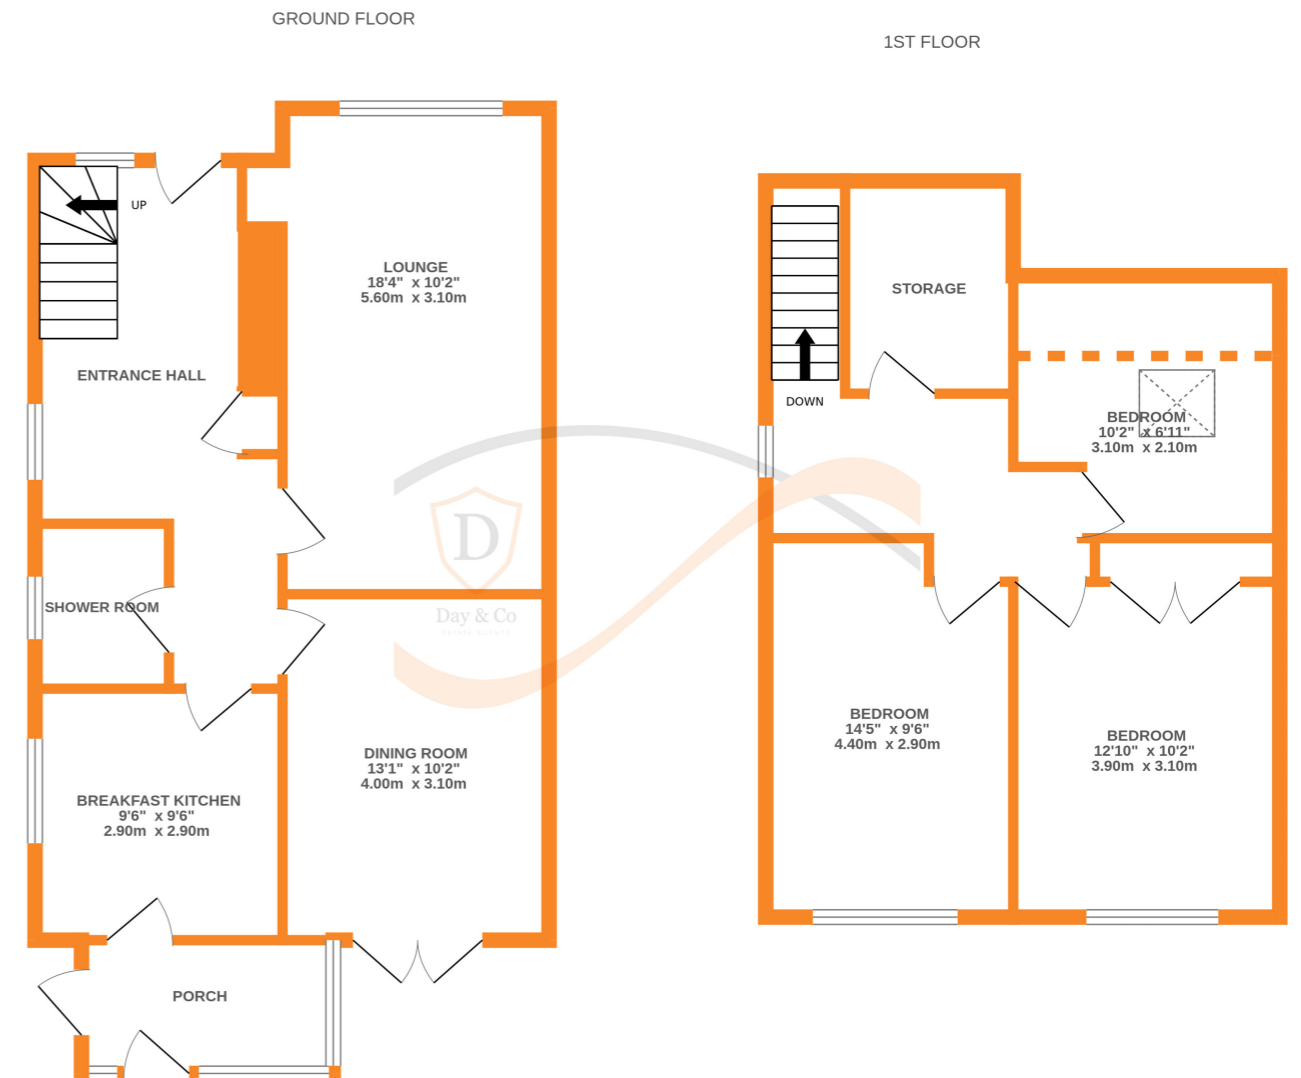 GROUND FLOOR
1ST FLOOR
UP
LOUNGE
18'4" x 10'2"
5.60m x 3.10m
ENTRANCE HALL
SHOWER ROOM
DINING ROOM
13'1" x 10'2"
4.00m x 3.10m
BREAKFAST KITCHEN
9'6" x 9'6"
2.90m x 2.90m
PORCH
STORAGE
DOWN
BEDROOM
10'2" x 6'11"
3.10m x 2.10m
BEDROOM
14'5" x 9'6"
4.40m x 2.90m
BEDROOM
12'10" x 10'2"
3.90m x 3.10m
D
Day & Co
ESTATE AGENTS